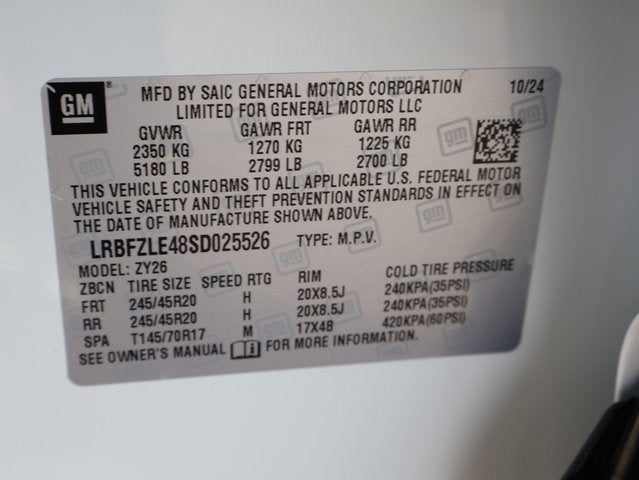 GM ®
MFD BY SAIC GENERAL MOTORS CORPORATION 10/24
LIMITED FOR GENERAL MOTORS LLC
GVWR GAWR FRT GAWR RR
2350 KG 1270 KG 1225 KG
5180 LB 2799 LB 2700 LB
THIS VEHICLE CONFORMS TO ALL APPLICABLE U.S. FEDERAL MOTOR
VEHICLE SAFETY AND THEFT PREVENTION STANDARDS IN EFFECT ON
THE DATE OF MANUFACTURE SHOWN ABOVE.
LRBFZLE48SD025526 TYPE: M.P.V.
MODEL: ZY26
ZBCN TIRE SIZE SPEED RTG RIM COLD TIRE PRESSURE
FRT 245/45R20 H 20X8.5J 240KPA(35PSI)
RR 245/45R20 H 20X8.5J 240KPA(35PSI)
SPA T145/70R17 M 17X4B 420KPA(60PSI)
SEE OWNER'S MANUAL FOR MORE INFORMATION.